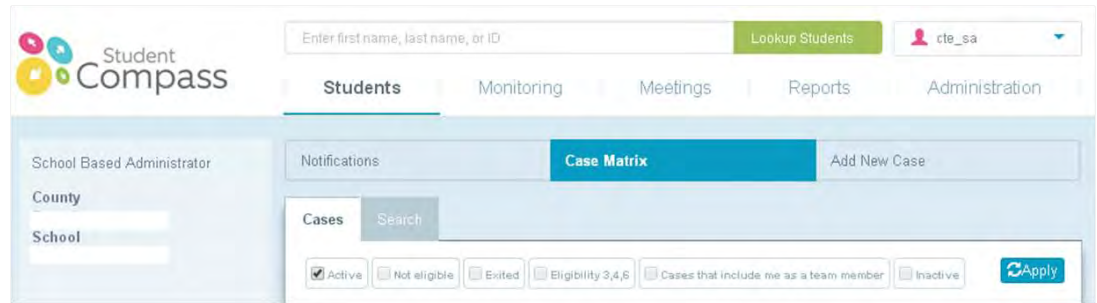 Student
Compass
Enter first name, last name, or ID
Lookup Students
cte_sa
Students Monitoring Meetings Reports Administration
School Based Administrator
County
School
Notifications Case Matrix Add New Case
Cases Search
Active Not eligible Exited Eligibility 3,4,6 Cases that include me as a team member Inactive Apply